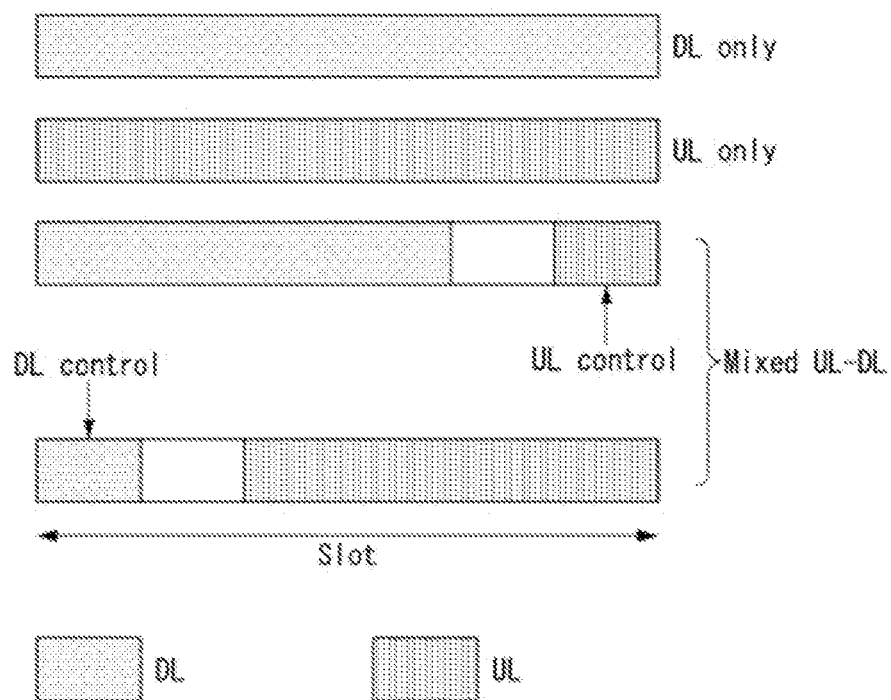 DL only
UL only
DL control
UL control
Mixed UL-DL
Slot
DL
UL